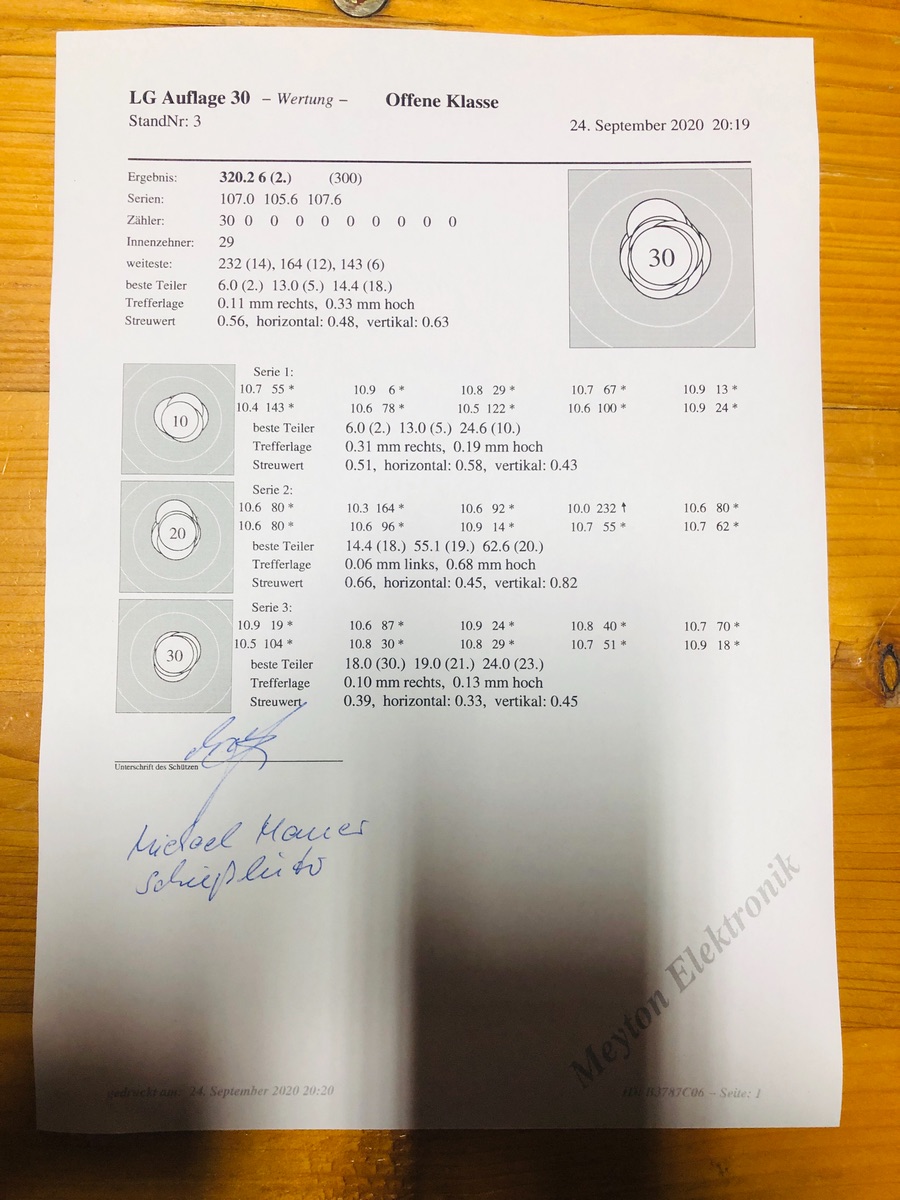 LG Auflage 30 – Wertung – Offene Klasse
StandNr: 3
24. September 2020 20:19
Ergebnis: 320.2 6 (2.) (300)
Serien: 107.0 105.6 107.6
Zähler: 30 0 0 0 0 0 0 0 0 0
Innenzehner: 29
weiteste: 232 (14), 164 (12), 143 (6)
beste Teiler 6.0 (2.) 13.0 (5.) 14.4 (18.)
Trefferlage 0.11 mm rechts, 0.33 mm hoch
Streuwert 0.56, horizontal: 0.48, vertikal: 0.63
30
Serie 1:
10.7 55 * 10.9 6 * 10.8 29 * 10.7 67 * 10.9 13 *
10.4 143 * 10.6 78 * 10.5 122 * 10.6 100 * 10.9 24 *
beste Teiler 6.0 (2.) 13.0 (5.) 24.6 (10.)
Trefferlage 0.31 mm rechts, 0.19 mm hoch
Streuwert 0.51, horizontal: 0.58, vertikal: 0.43
10
Serie 2:
10.6 80 * 10.3 164 * 10.6 92 * 10.0 232 10.6 80 *
10.6 80 * 10.6 96 * 10.9 14 * 10.7 55 * 10.7 62 *
beste Teiler 14.4 (18.) 55.1 (19.) 62.6 (20.)
Trefferlage 0.06 mm links, 0.68 mm hoch
Streuwert 0.66, horizontal: 0.45, vertikal: 0.82
20
Serie 3:
10.9 19 * 10.6 87 * 10.9 24 * 10.8 40 * 10.7 70 *
10.5 104 * 10.8 30 * 10.8 29 * 10.7 51 * 10.9 18 *
beste Teiler 18.0 (30.) 19.0 (21.) 24.0 (23.)
Trefferlage 0.10 mm rechts, 0.13 mm hoch
Streuwert 0.39, horizontal: 0.33, vertikal: 0.45
30
Unterschrift des Schützen
Michael Mauer
Meyton Elektronik
gedruckt am: 24. September 2020 20:20
– Seite: 1